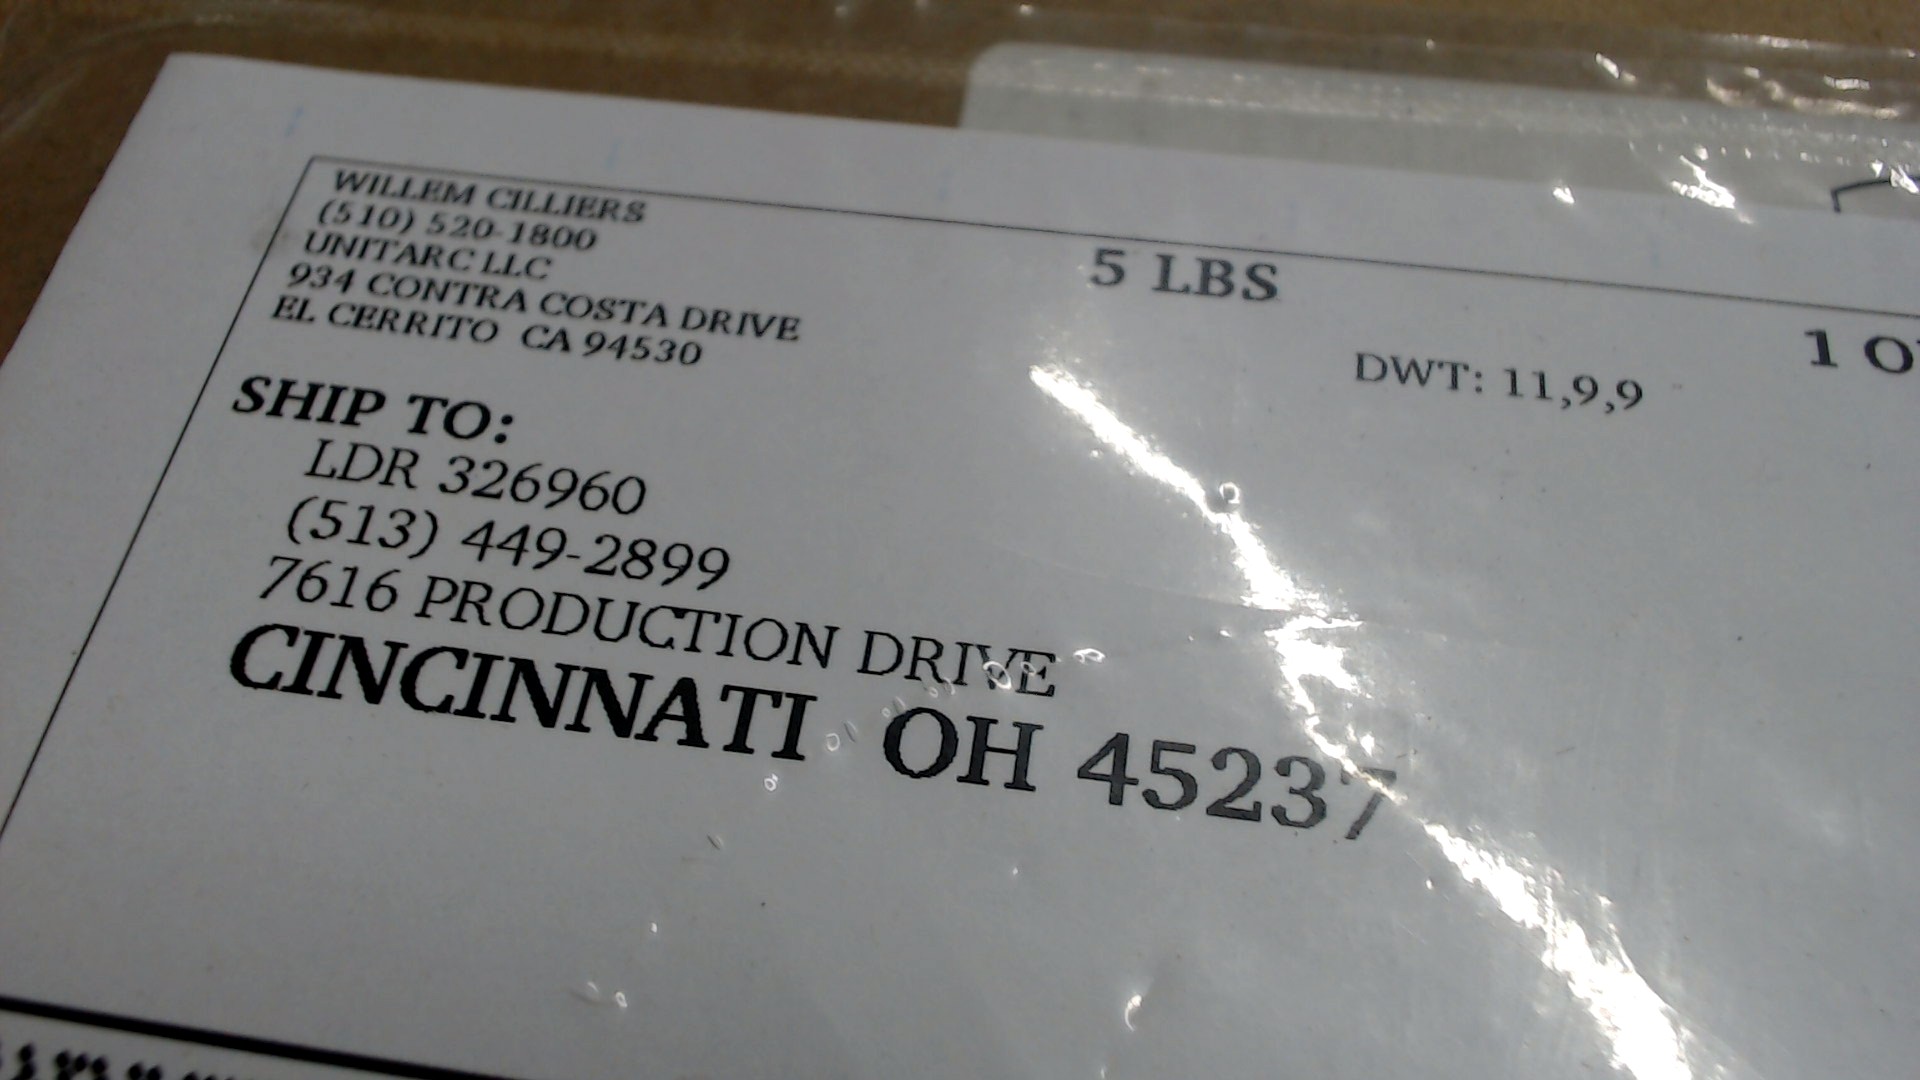 WILLEM CILLIERS
(510) 520-1800
UNITARC LLC
934 CONTRA COSTA DRIVE
EL CERRITO CA 94530
5 LBS
1
DWT: 11,9,9
SHIP TO:
LDR 326960
(513) 449-2899
7616 PRODUCTION DRIVE
CINCINNATI OH 45237